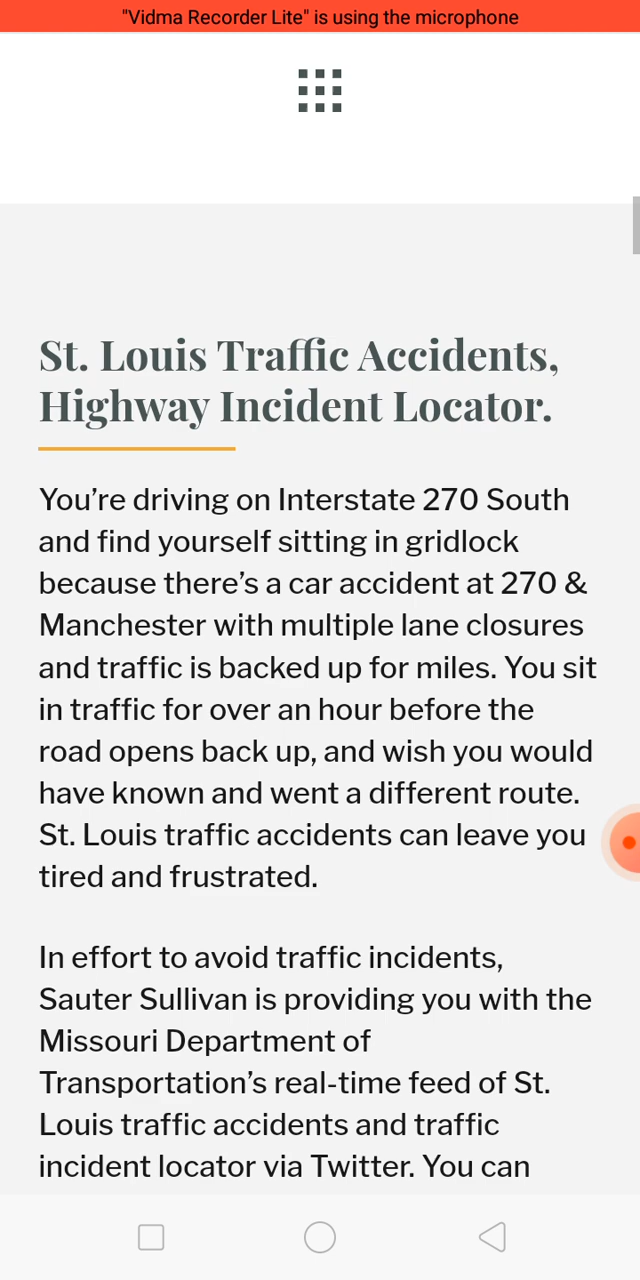 "Vidma Recorder Lite" is using the microphone
St. Louis Traffic Accidents,
Highway Incident Locator.
You’re driving on Interstate 270 South
and find yourself sitting in gridlock
because there’s a car accident at 270 &
Manchester with multiple lane closures
and traffic is backed up for miles. You sit
in traffic for over an hour before the
road opens back up, and wish you would
have known and went a different route.
St. Louis traffic accidents can leave you
tired and frustrated.
In effort to avoid traffic incidents,
Sauter Sullivan is providing you with the
Missouri Department of
Transportation’s real-time feed of St.
Louis traffic accidents and traffic
incident locator via Twitter. You can